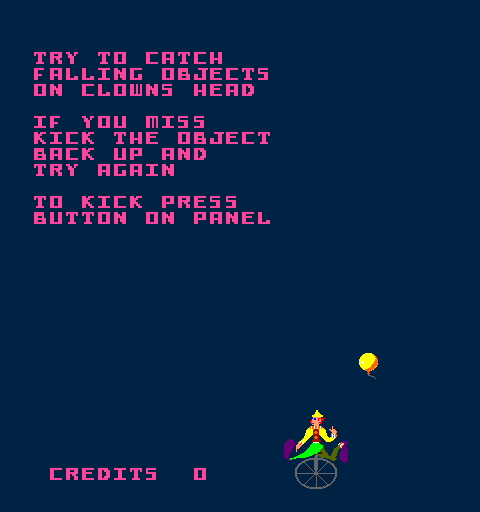 TRY TO CATCH
FALLING OBJECTS
ON CLOWNS HEAD
IF YOU MISS
KICK THE OBJECT
BACK UP AND
TRY AGAIN
TO KICK PRESS
BUTTON ON PANEL
CREDITS 0